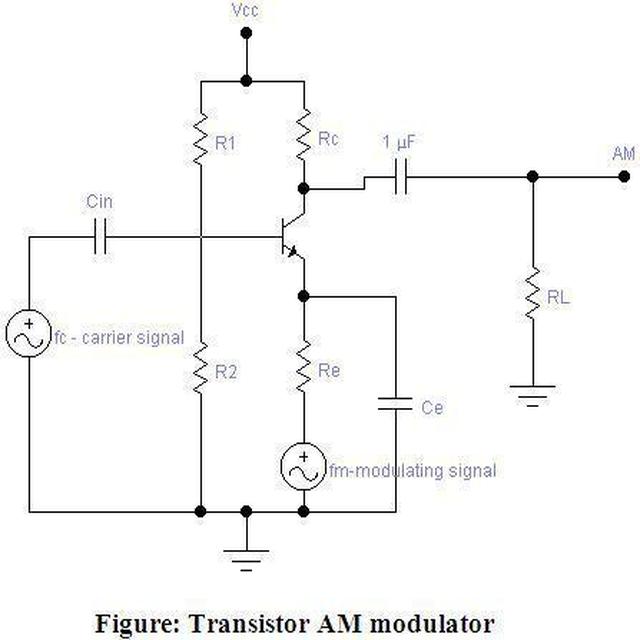 Vcc
R1
Rc
1 µF
AM
Cin
RL
fc - carrier signal
R2
Re
Ce
fm-modulating signal
Figure: Transistor AM modulator